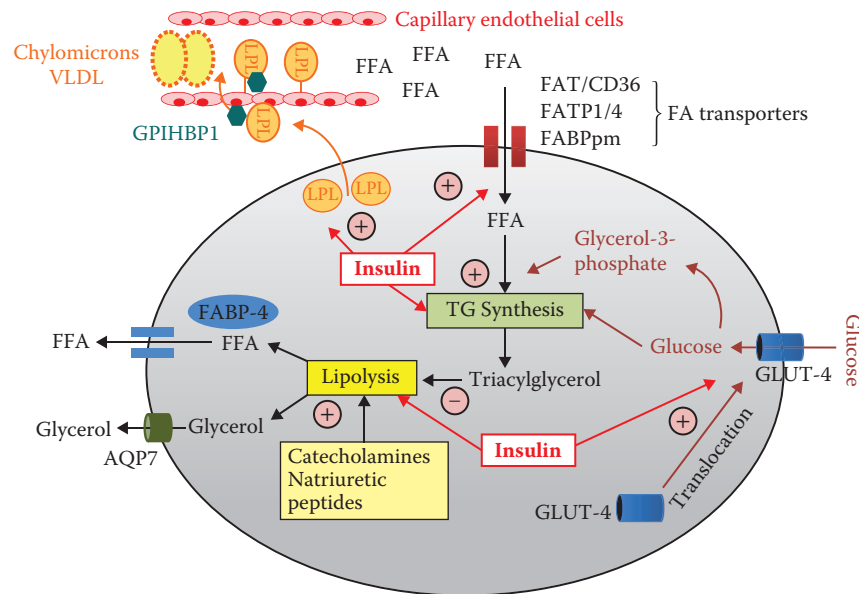 Capillary endothelial cells
Chylomicrons
VLDL
LPL
LPL
LPL
GPIHBP1
FFA
FFA
FFA
FFA
FAT/CD36
FATP1/4
FABPpm
FA transporters
LPL
LPL
+
+
FFA
Insulin
+
Glycerol-3-
phosphate
TG Synthesis
Glucose
GLUT-4
Glucose
FABP-4
FFA
FFA
Lipolysis
Triacylglycerol
+
−
Glycerol
Glycerol
AQP7
Insulin
+
Catecholamines
Natriuretic
peptides
Translocation
GLUT-4